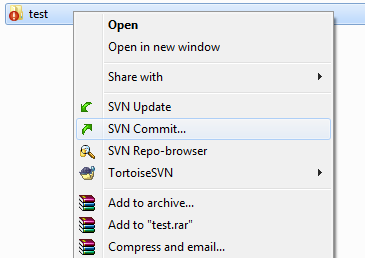 test
Open
Open in new window
Share with
SVN Update
SVN Commit...
SVN Repo-browser
TortoiseSVN
Add to archive...
Add to "test.rar"
Compress and email...